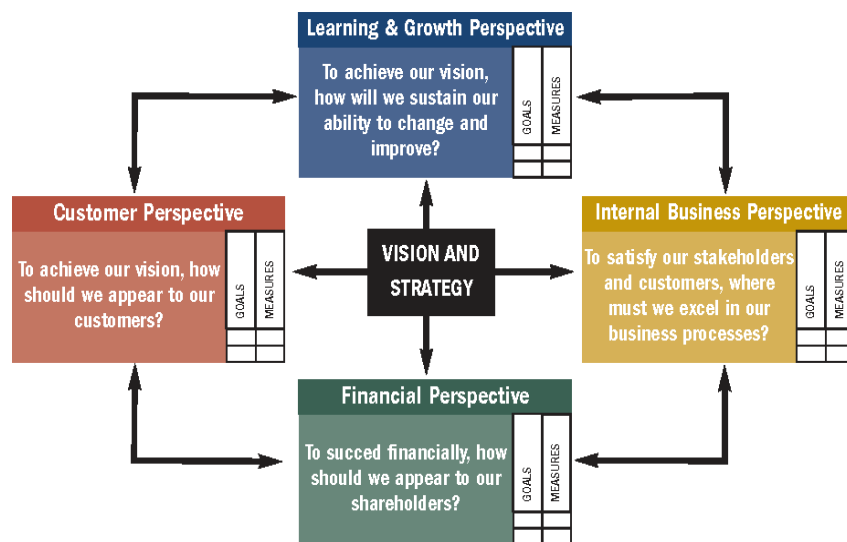 Learning & Growth Perspective
To achieve our vision,
how will we sustain our
ability to change and
improve?
GOALS
MEASURES
Customer Perspective
To achieve our vision, how
should we appear to our
customers?
GOALS
MEASURES
VISION AND
STRATEGY
Internal Business Perspective
To satisfy our stakeholders
and customers, where
must we excel in our
business processes?
GOALS
MEASURES
Financial Perspective
To succed financially, how
should we appear to our
shareholders?
GOALS
MEASURES